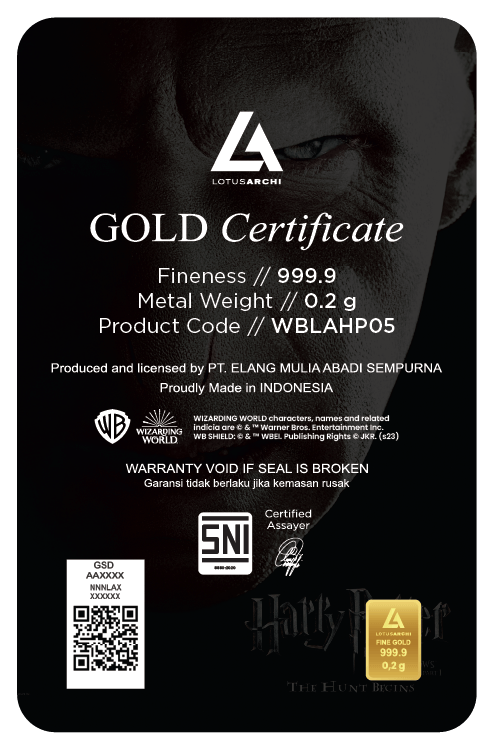 LA
LOTUSARCHI
GOLD Certificate
Fineness // 999.9
Metal Weight // 0.2 g
Product Code // WBLAHP05
Produced and licensed by PT. ELANG MULIA ABADI SEMPURNA
Proudly Made in INDONESIA
WB
WIZARDING
WORLD
WIZARDING WORLD characters, names and related
indicia are © & ™ Warner Bros. Entertainment Inc.
WB SHIELD: © & ™ WBEI. Publishing Rights © JKR. (s23)
WARRANTY VOID IF SEAL IS BROKEN
Garansi tidak berlaku jika kemasan rusak
SNI
Certified
Assayer
GSD
AAXXXX
NNNLAX
XXXXXX
Harry Potter
THE HUNT BEGINS
LA
LOTUSARCHI
FINE GOLD
999.9
0,2 g